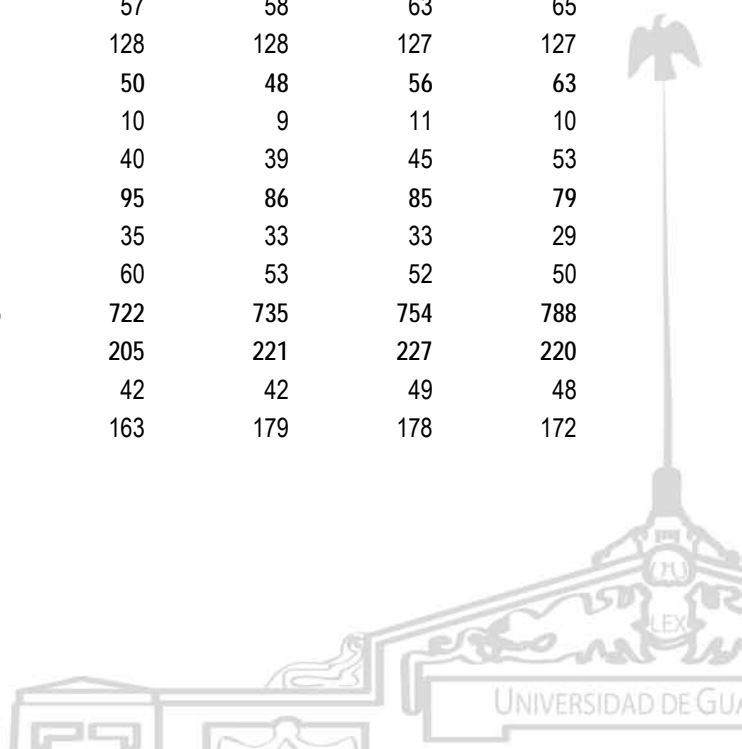 57 58 63 65
128 128 127 127
50 48 56 63
10 9 11 10
40 39 45 53
95 86 85 79
35 33 33 29
60 53 52 50
722 735 754 788
205 221 227 220
42 42 49 48
163 179 178 172
LEX
UNIVERSIDAD DE